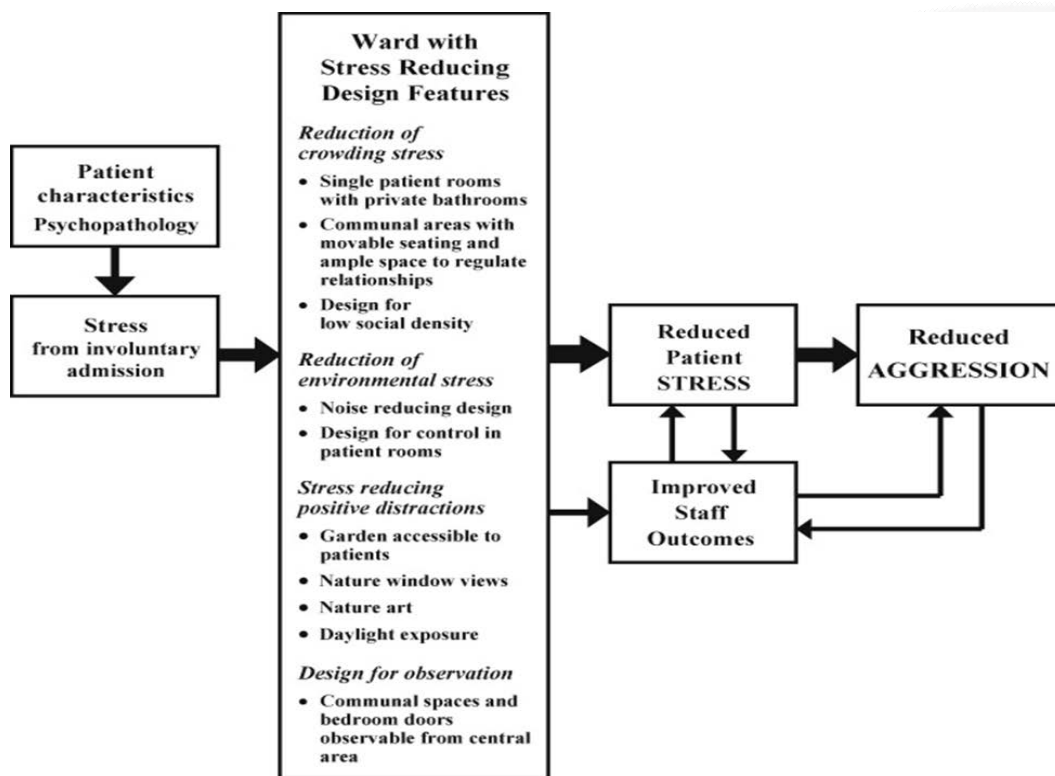 Patient
characteristics
Psychopathology
Stress
from involuntary
admission
Ward with
Stress Reducing
Design Features
Reduction of
crowding stress
• Single patient rooms
with private bathrooms
• Communal areas with
movable seating and
ample space to regulate
relationships
• Design for
low social density
Reduction of
environmental stress
• Noise reducing design
• Design for control in
patient rooms
Stress reducing
positive distractions
• Garden accessible to
patients
• Nature window views
• Nature art
• Daylight exposure
Design for observation
• Communal spaces and
bedroom doors
observable from central
area
Reduced
Patient
STRESS
Improved
Staff
Outcomes
Reduced
AGGRESSION